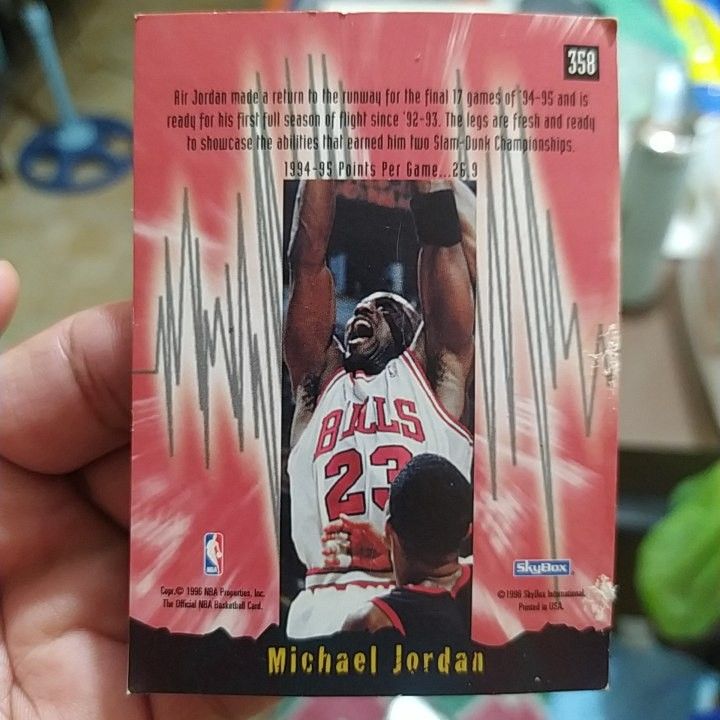 358
Air Jordan made a return to the runway for the final 17 games of '94-95 and is
ready for his first full season of flight since '92-93. The legs are fresh and ready
to showcase the abilities that earned him two Slam-Dunk Championships.
1994-95 Points Per Game...26.9
BULLS
23
NBA
SkyBox
Copr.© 1996 NBA Properties, Inc.
The Official NBA Basketball Card.
© 1996 SkyBox International.
Printed in USA.
Michael Jordan